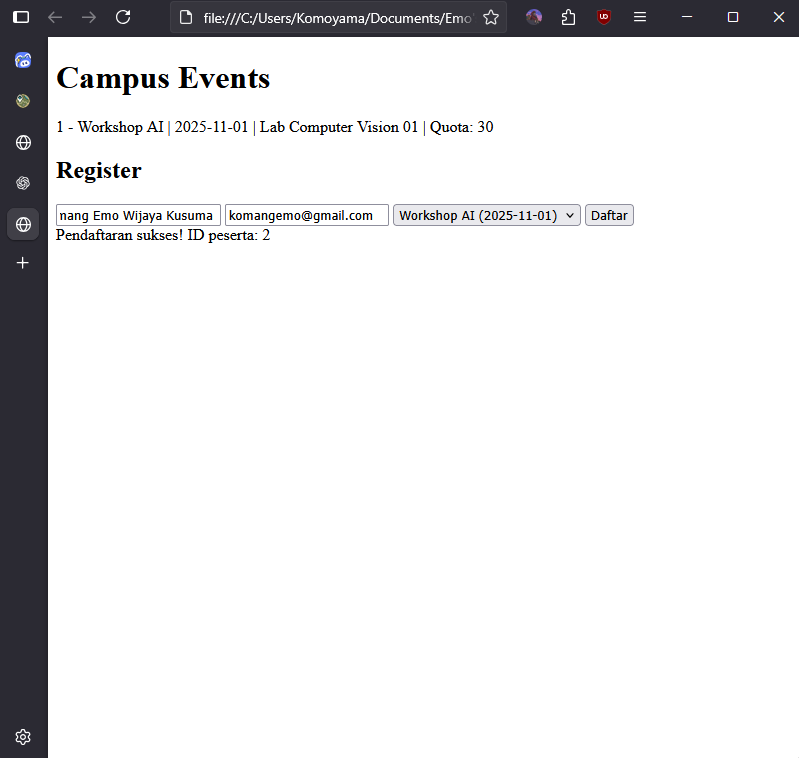 file:///C:/Users/Komoyama/Documents/Emo'
UD
Campus Events
1 - Workshop AI | 2025-11-01 | Lab Computer Vision 01 | Quota: 30
Register
nang Emo Wijaya Kusuma komangemo@gmail.com Workshop AI (2025-11-01) Daftar
Pendaftaran sukses! ID peserta: 2